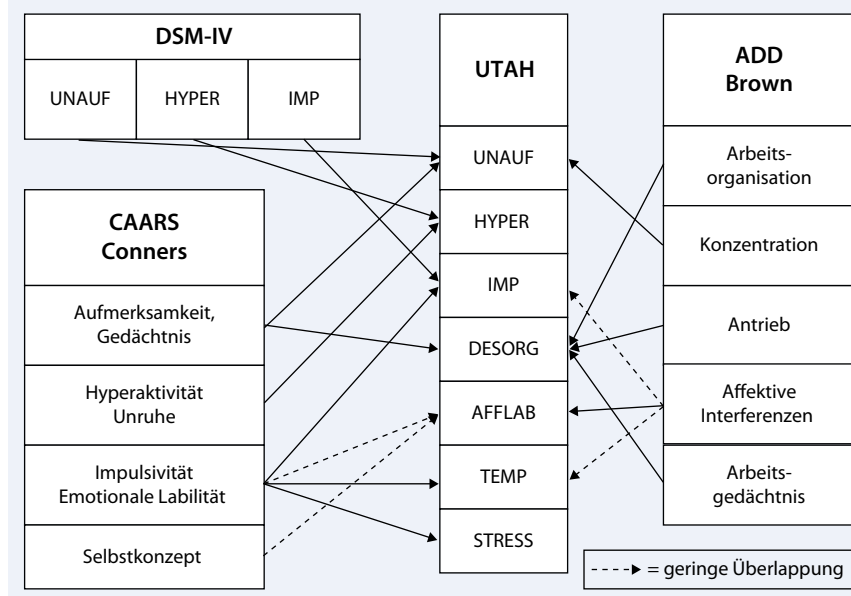 DSM-IV
UNAUF
HYPER
IMP
CAARS
Conners
Aufmerksamkeit,
Gedächtnis
Hyperaktivität
Unruhe
Impulsivität
Emotionale Labilität
Selbstkonzept
UTAH
UNAUF
HYPER
IMP
DESORG
AFFLAB
TEMP
STRESS
ADD
Brown
Arbeits-
organisation
Konzentration
Antrieb
Affektive
Interferenzen
Arbeits-
gedächtnis
= geringe Überlappung